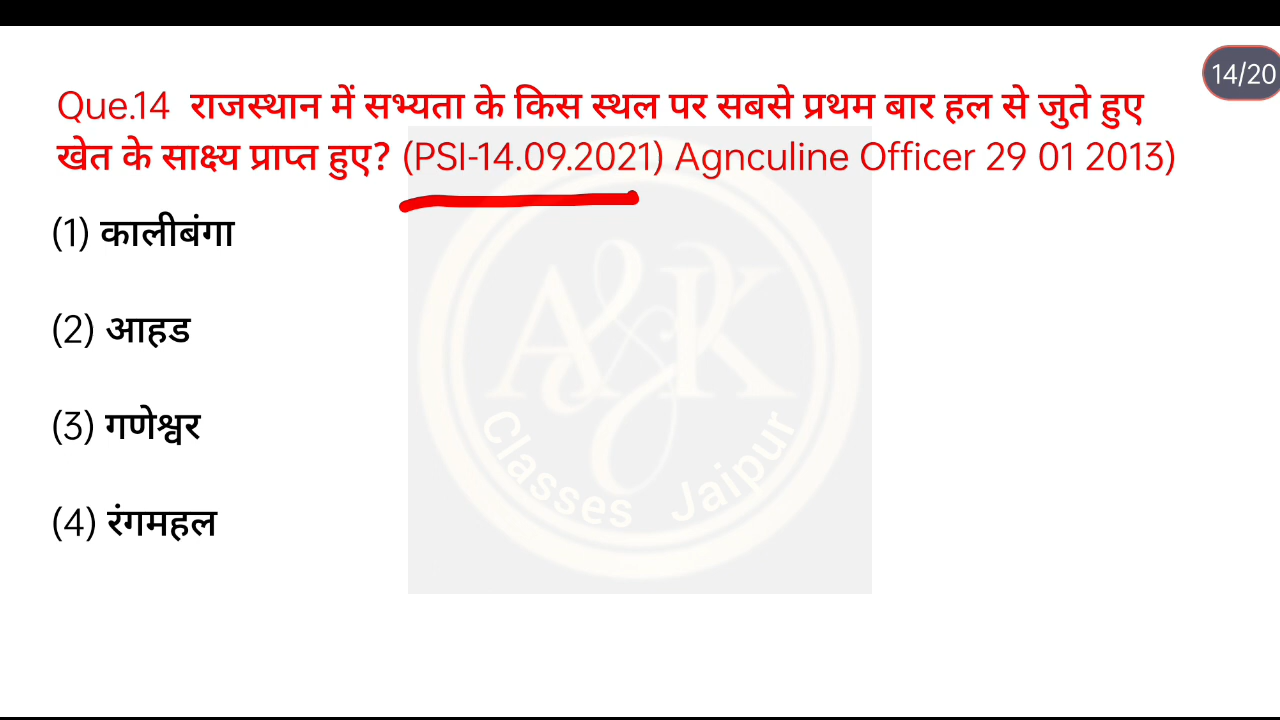 14/20
Que.14 राजस्थान में सभ्यता के किस स्थल पर सबसे प्रथम बार हल से जुते हुए
खेत के साक्ष्य प्राप्त हुए? (PSI-14.09.2021) Agnculine Officer 29 01 2013)
(1) कालीबंगा
(2) आहड
(3) गणेश्वर
(4) रंगमहल
A&K
Classes Jaipur